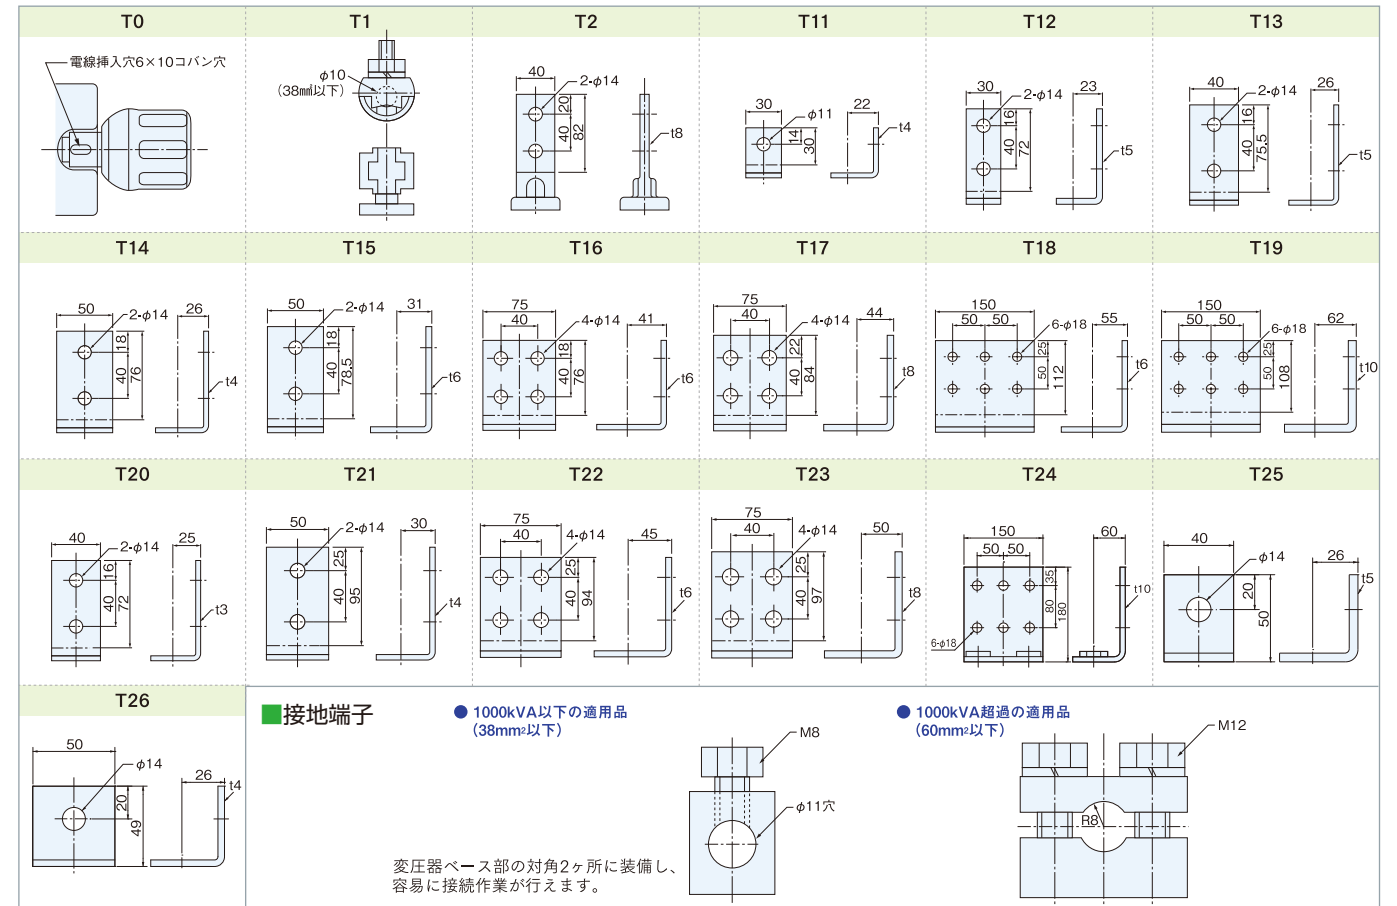 T0
T1
T2
T11
T12
T13
電線挿入穴6×10コバン穴
φ10
(38㎟以下)
40
2-φ14
20
40
82
t8
30
φ11
14
30
22
t4
30
2-φ14
16
40
72
23
t5
40
2-φ14
16
40
75.5
26
t5
T14
T15
T16
T17
T18
T19
50
2-φ14
18
40
76
26
t4
50
2-φ14
18
40
78.5
31
t6
75
40
4-φ14
18
40
76
41
t6
75
40
4-φ14
22
40
84
44
t8
150
50
50
6-φ18
25
50
112
55
t6
150
50
50
6-φ18
25
50
108
62
t10
T20
T21
T22
T23
T24
T25
40
2-φ14
16
40
72
25
t3
50
2-φ14
25
40
95
30
t4
75
40
4-φ14
25
40
94
45
t6
75
40
4-φ14
25
40
97
50
t8
150
50
50
35
80
180
6-φ18
60
t10
40
φ14
20
50
26
t5
T26
50
φ14
20
49
26
t4
■接地端子
● 1000kVA以下の適用品
(38mm²以下)
M8
φ11穴
● 1000kVA超過の適用品
(60mm²以下)
M12
R8
変圧器ベース部の対角2ヶ所に装備し、
容易に接続作業が行えます。